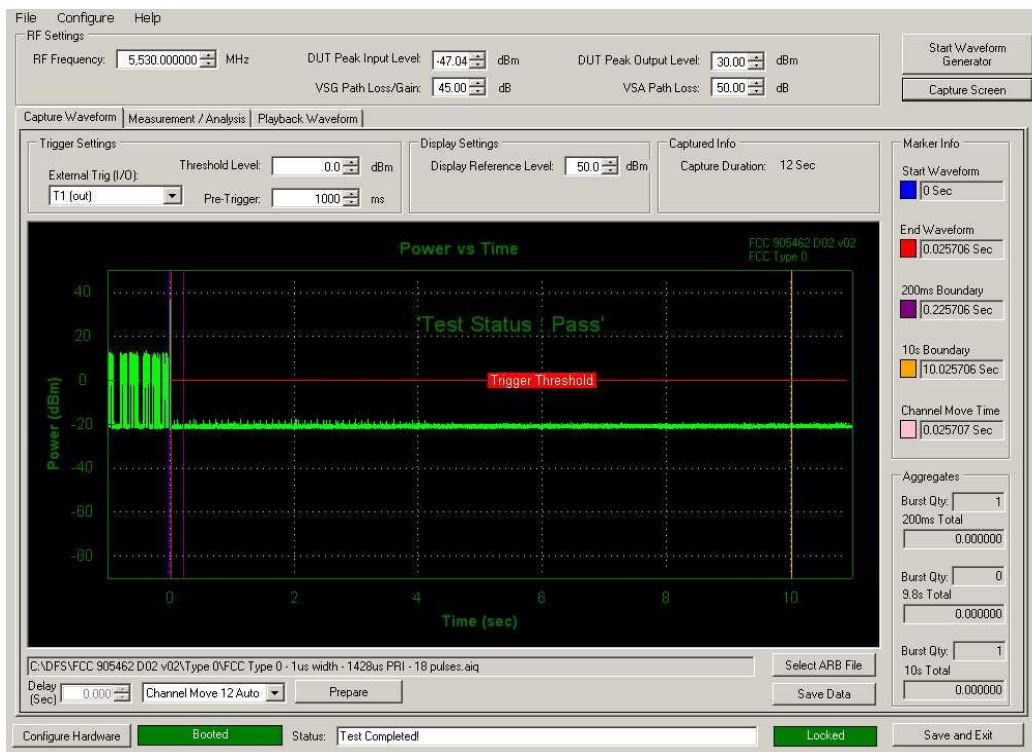 File Configure Help
RF Settings
RF Frequency: 5,530.000000 MHz
DUT Peak Input Level: -47.04 dBm
DUT Peak Output Level: 30.00 dBm
VSG Path Loss/Gain: 45.00 dB
VSA Path Loss: 50.00 dB
Start Waveform
Generator
Capture Screen
Capture Waveform Measurement / Analysis Playback Waveform
Trigger Settings
External Trig (I/O):
T1 (out)
Threshold Level: 0.0 dBm
Pre-Trigger: 1000 ms
Display Settings
Display Reference Level: 50.0 dBm
Captured Info
Capture Duration: 12 Sec
Marker Info
Start Waveform
0 Sec
End Waveform
0.025706 Sec
200ms Boundary
0.225706 Sec
10s Boundary
10.025706 Sec
Channel Move Time
0.025707 Sec
Power vs Time
FCC 905462 D02 v02
FCC Type 0
'Test Status : Pass'
Trigger Threshold
Power (dBm)
40
20
0
-20
-40
-60
-80
0 2 4 6 8 10
Time (sec)
Aggregates
Burst Qty: 1
200ms Total
0.000000
Burst Qty: 0
9.8s Total
0.000000
Burst Qty: 1
10s Total
0.000000
C:\DFS\FCC 905462 D02 v02\Type 0\FCC Type 0 - 1us width - 1428us PRI - 18 pulses.aiq
Select ARB File
Delay
(Sec) 0.000
Channel Move 12 Auto
Prepare
Save Data
Configure Hardware
Booted
Status: Test Completed!
Locked
Save and Exit